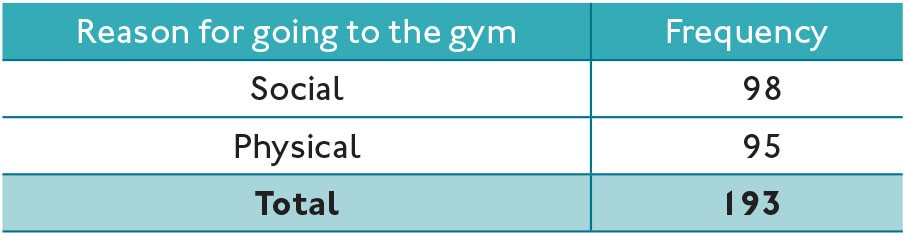 Reason for going to the gym Frequency
Social 98
Physical 95
Total 193